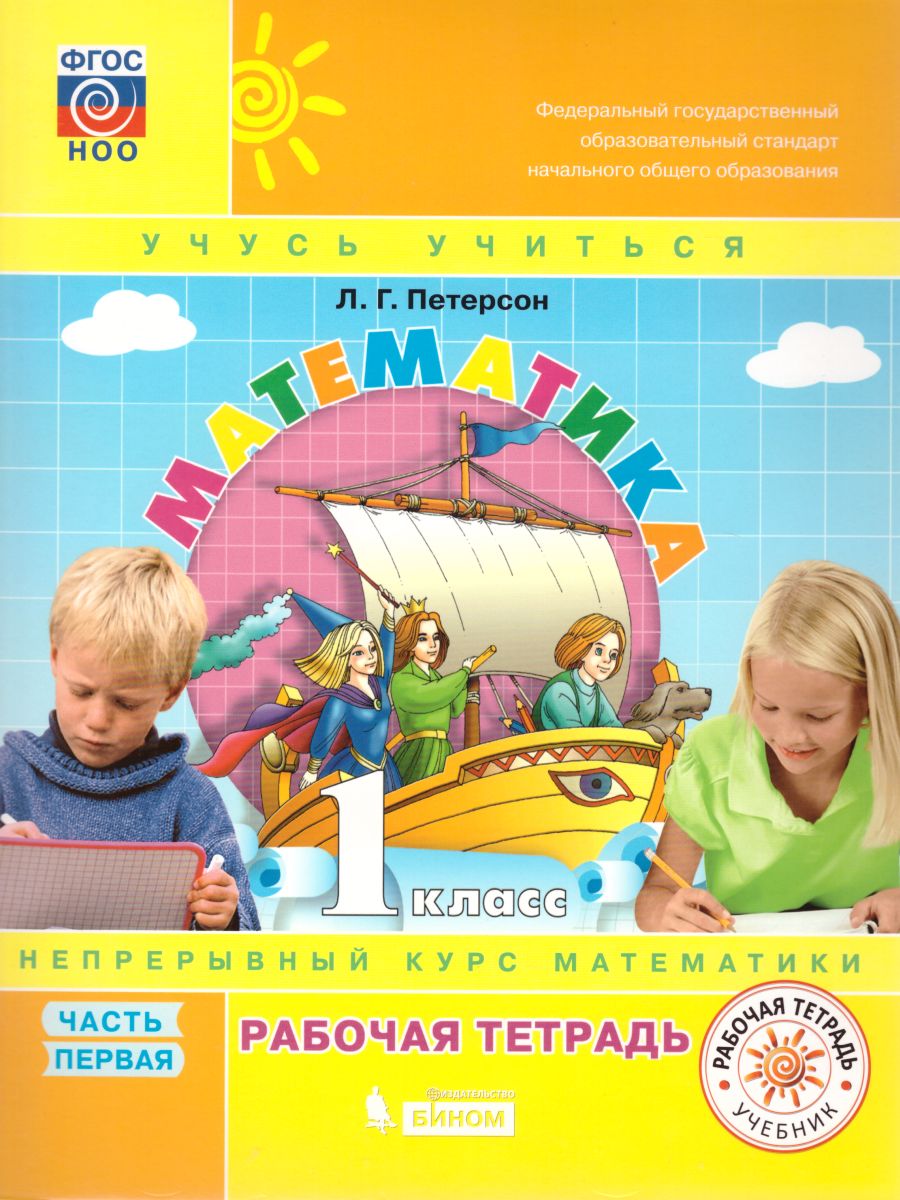 ФГОС
НОО
Федеральный государственный
образовательный стандарт
начального общего образования
УЧУСЬ УЧИТЬСЯ
Л. Г. Петерсон
МАТЕМАТИКА
1 класс
НЕПРЕРЫВНЫЙ КУРС МАТЕМАТИКИ
ЧАСТЬ
ПЕРВАЯ
РАБОЧАЯ ТЕТРАДЬ
ИЗДАТЕЛЬСТВО
БИНОМ
РАБОЧАЯ ТЕТРАДЬ
УЧЕБНИК